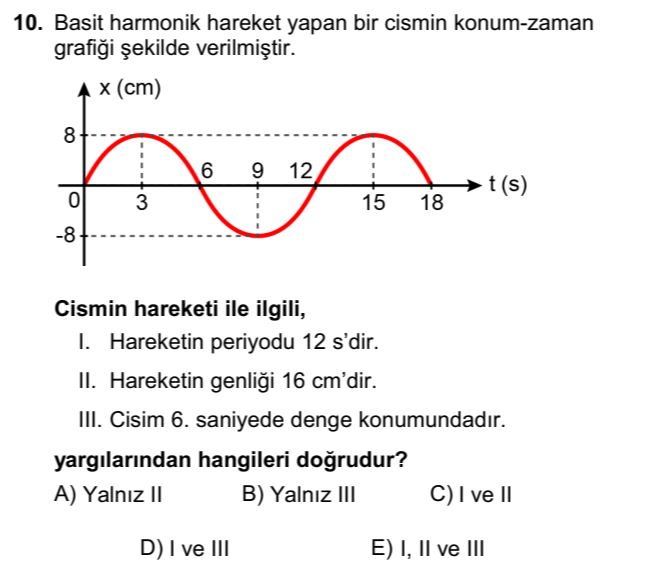 10. Basit harmonik hareket yapan bir cismin konum-zaman
grafiği şekilde verilmiştir.
x (cm)
8
6 9 12
t (s)
0 3 15 18
-8
Cismin hareketi ile ilgili,
I. Hareketin periyodu 12 s’dir.
II. Hareketin genliği 16 cm’dir.
III. Cisim 6. saniyede denge konumundadır.
yargılarından hangileri doğrudur?
A) Yalnız II B) Yalnız III C) I ve II
D) I ve III E) I, II ve III